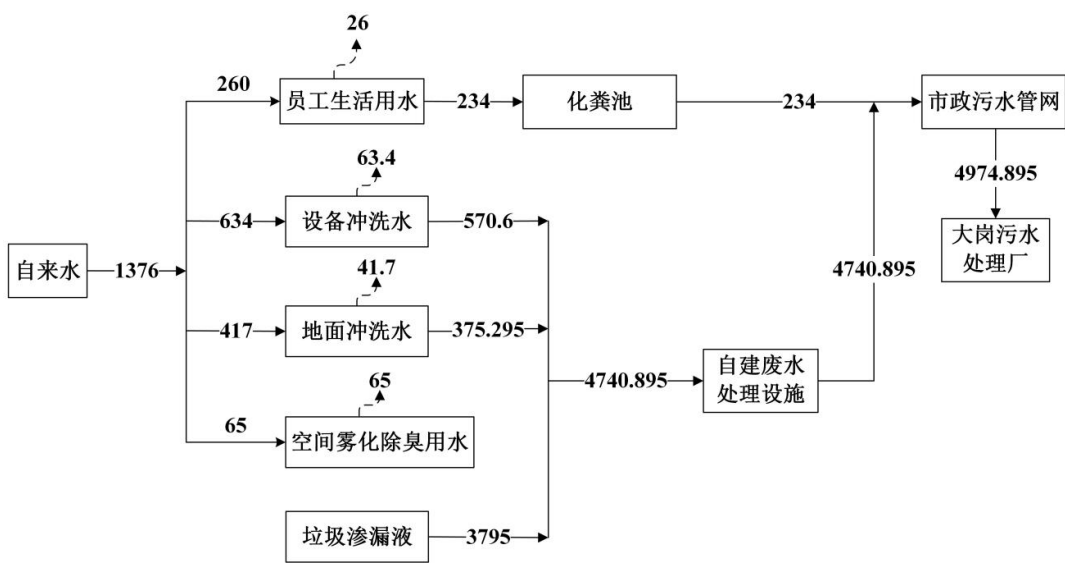 26
260
员工生活用水
234
化粪池
234
市政污水管网
63.4
4974.895
634
设备冲洗水
570.6
大岗污水
处理厂
自来水
1376
41.7
4740.895
417
地面冲洗水
375.295
65
4740.895
自建废水
处理设施
65
空间雾化除臭用水
垃圾渗漏液
3795